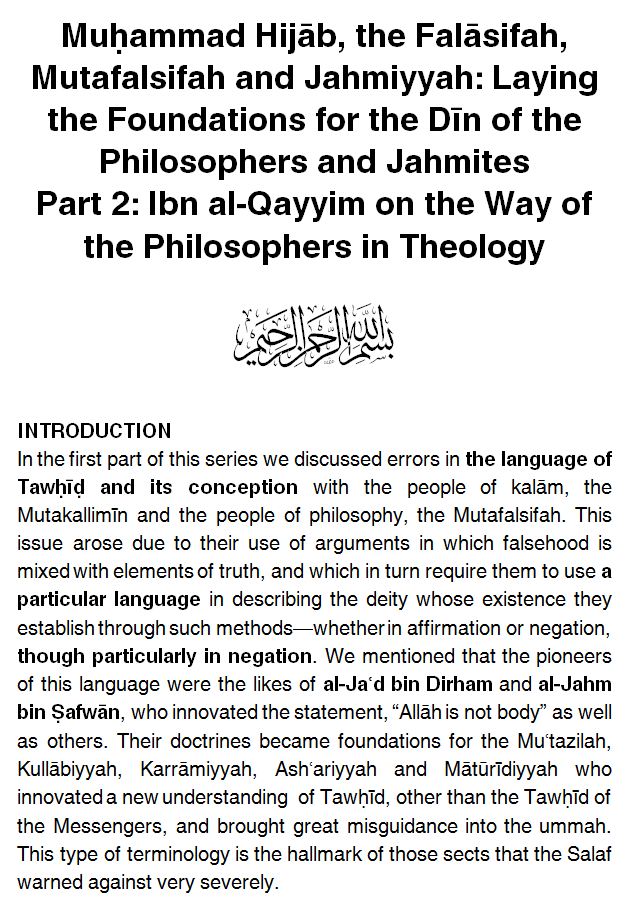 Muḥammad Hijāb, the Falāsifah,
Mutafalsifah and Jahmiyyah: Laying
the Foundations for the Dīn of the
Philosophers and Jahmites
Part 2: Ibn al-Qayyim on the Way of
the Philosophers in Theology
بسم الله الرحمن الرحيم
INTRODUCTION
In the first part of this series we discussed errors in the language of
Tawḥīḍ and its conception with the people of kalām, the
Mutakallimīn and the people of philosophy, the Mutafalsifah. This
issue arose due to their use of arguments in which falsehood is
mixed with elements of truth, and which in turn require them to use a
particular language in describing the deity whose existence they
establish through such methods—whether in affirmation or negation,
though particularly in negation. We mentioned that the pioneers
of this language were the likes of al-Jaʿd bin Dirham and al-Jahm
bin Ṣafwān, who innovated the statement, “Allāh is not body” as well
as others. Their doctrines became foundations for the Muʿtazilah,
Kullābiyyah, Karrāmiyyah, Ashʿariyyah and Mātūrīdiyyah who
innovated a new understanding of Tawḥīd, other than the Tawḥīd of
the Messengers, and brought great misguidance into the ummah.
This type of terminology is the hallmark of those sects that the Salaf
warned against very severely.